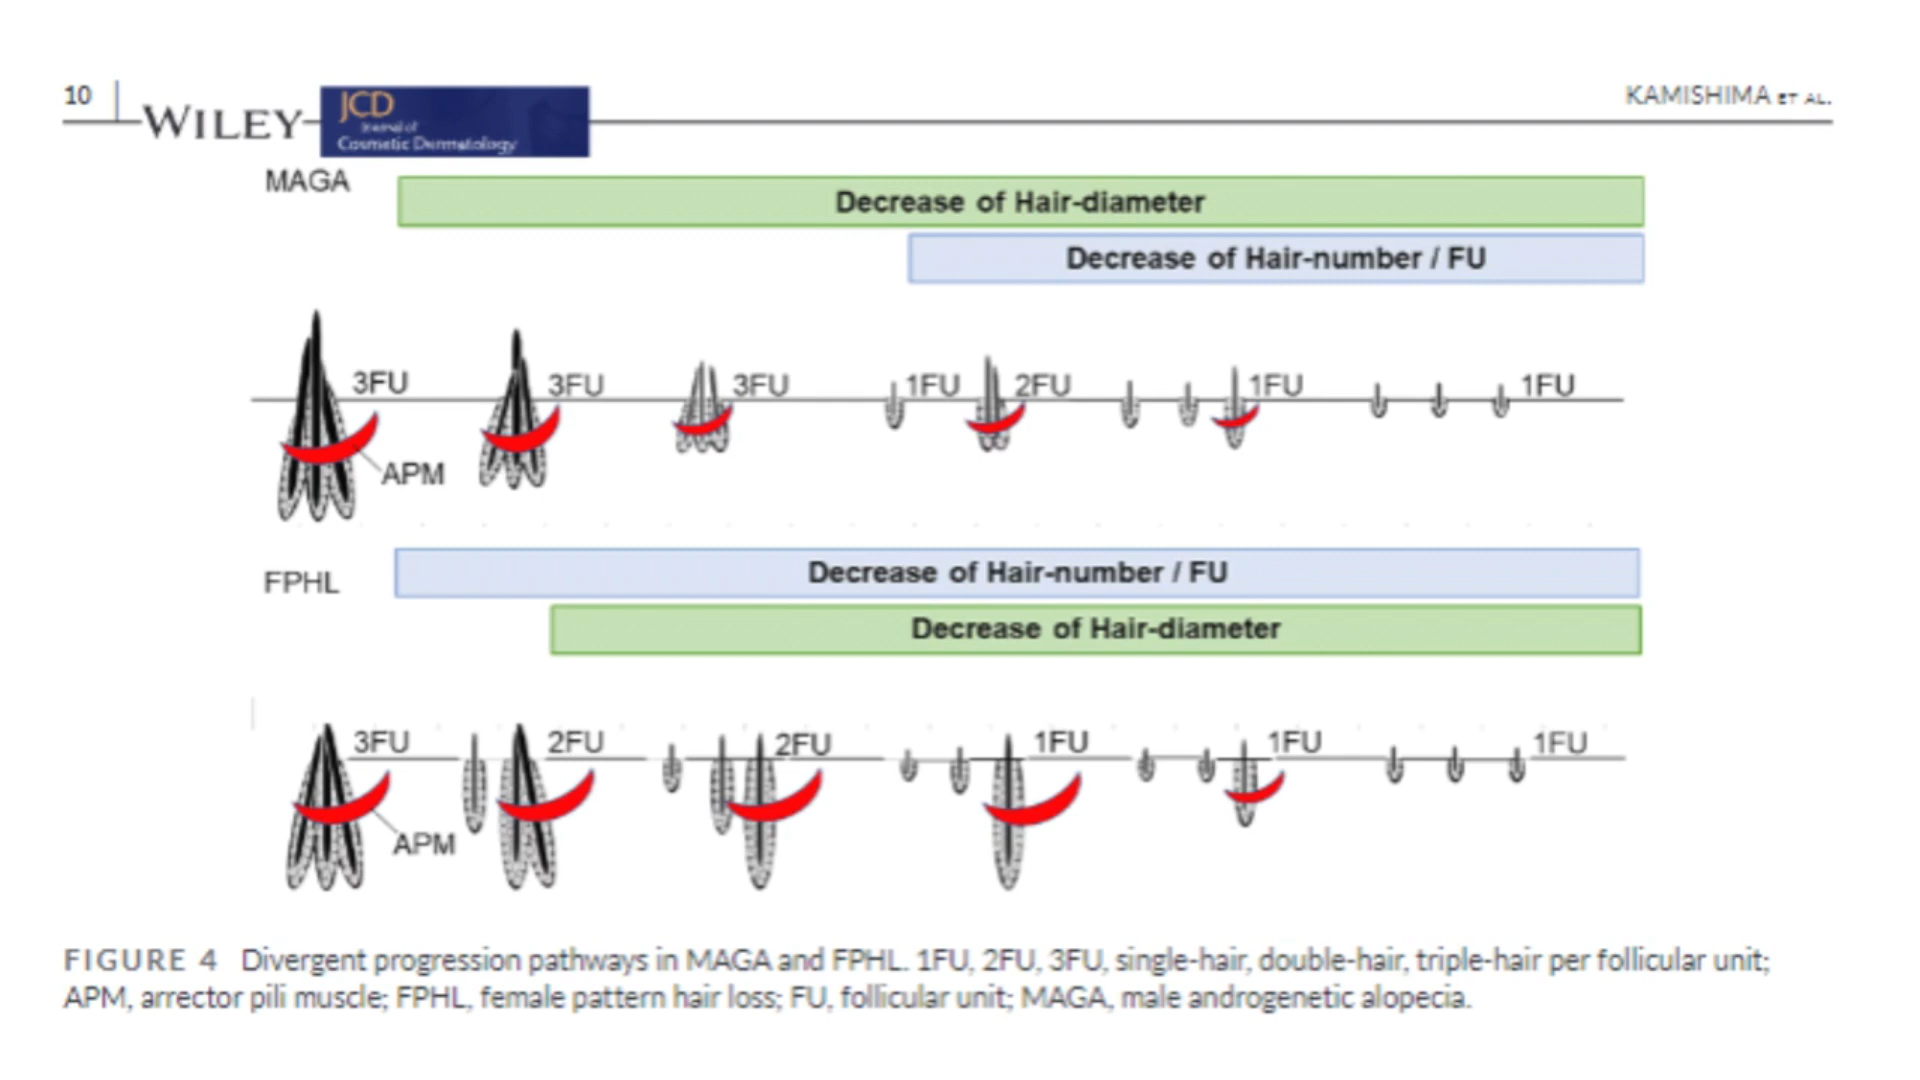 10
WILEY
JCD
Journal of
Cosmetic Dermatology
KAMISHIMA ET AL.
MAGA
Decrease of Hair-diameter
Decrease of Hair-number / FU
3FU 3FU 3FU 1FU 2FU 1FU 1FU
APM
FPHL
Decrease of Hair-number / FU
Decrease of Hair-diameter
3FU 2FU 2FU 1FU 1FU 1FU
APM
FIGURE 4 Divergent progression pathways in MAGA and FPHL. 1FU, 2FU, 3FU, single-hair, double-hair, triple-hair per follicular unit;
APM, arrector pili muscle; FPHL, female pattern hair loss; FU, follicular unit; MAGA, male androgenetic alopecia.